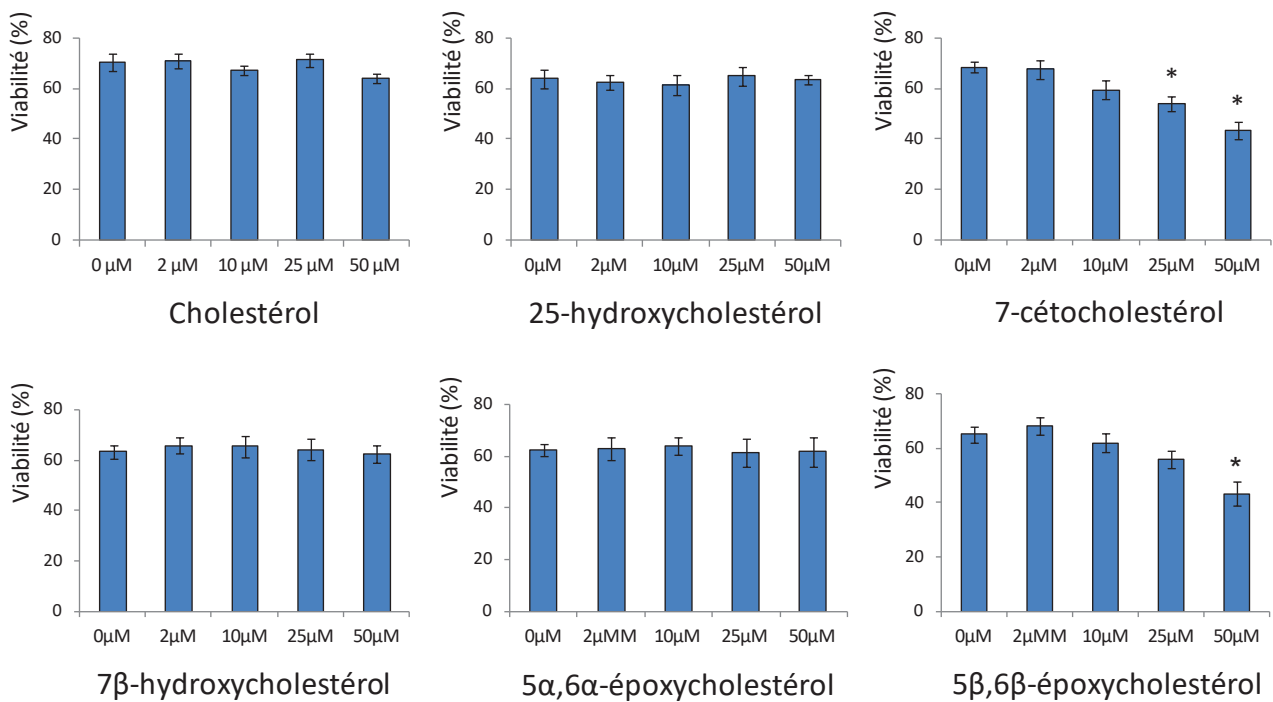 Viabilité (%)
80
60
40
20
0
0 µM 2 µM 10 µM 25 µM 50 µM
Cholestérol
Viabilité (%)
80
60
40
20
0
0µM 2µM 10µM 25µM 50µM
25-hydroxycholestérol
Viabilité (%)
80
60
40
20
0
* *
0µM 2µM 10µM 25µM 50µM
7-cétocholestérol
Viabilité (%)
80
60
40
20
0
0µM 2µM 10µM 25µM 50µM
7β-hydroxycholestérol
Viabilité (%)
80
60
40
20
0
0µM 2µMM 10µM 25µM 50µM
5α,6α-époxycholestérol
Viabilité (%)
80
60
40
20
0
*
0µM 2µMM 10µM 25µM 50µM
5β,6β-époxycholestérol